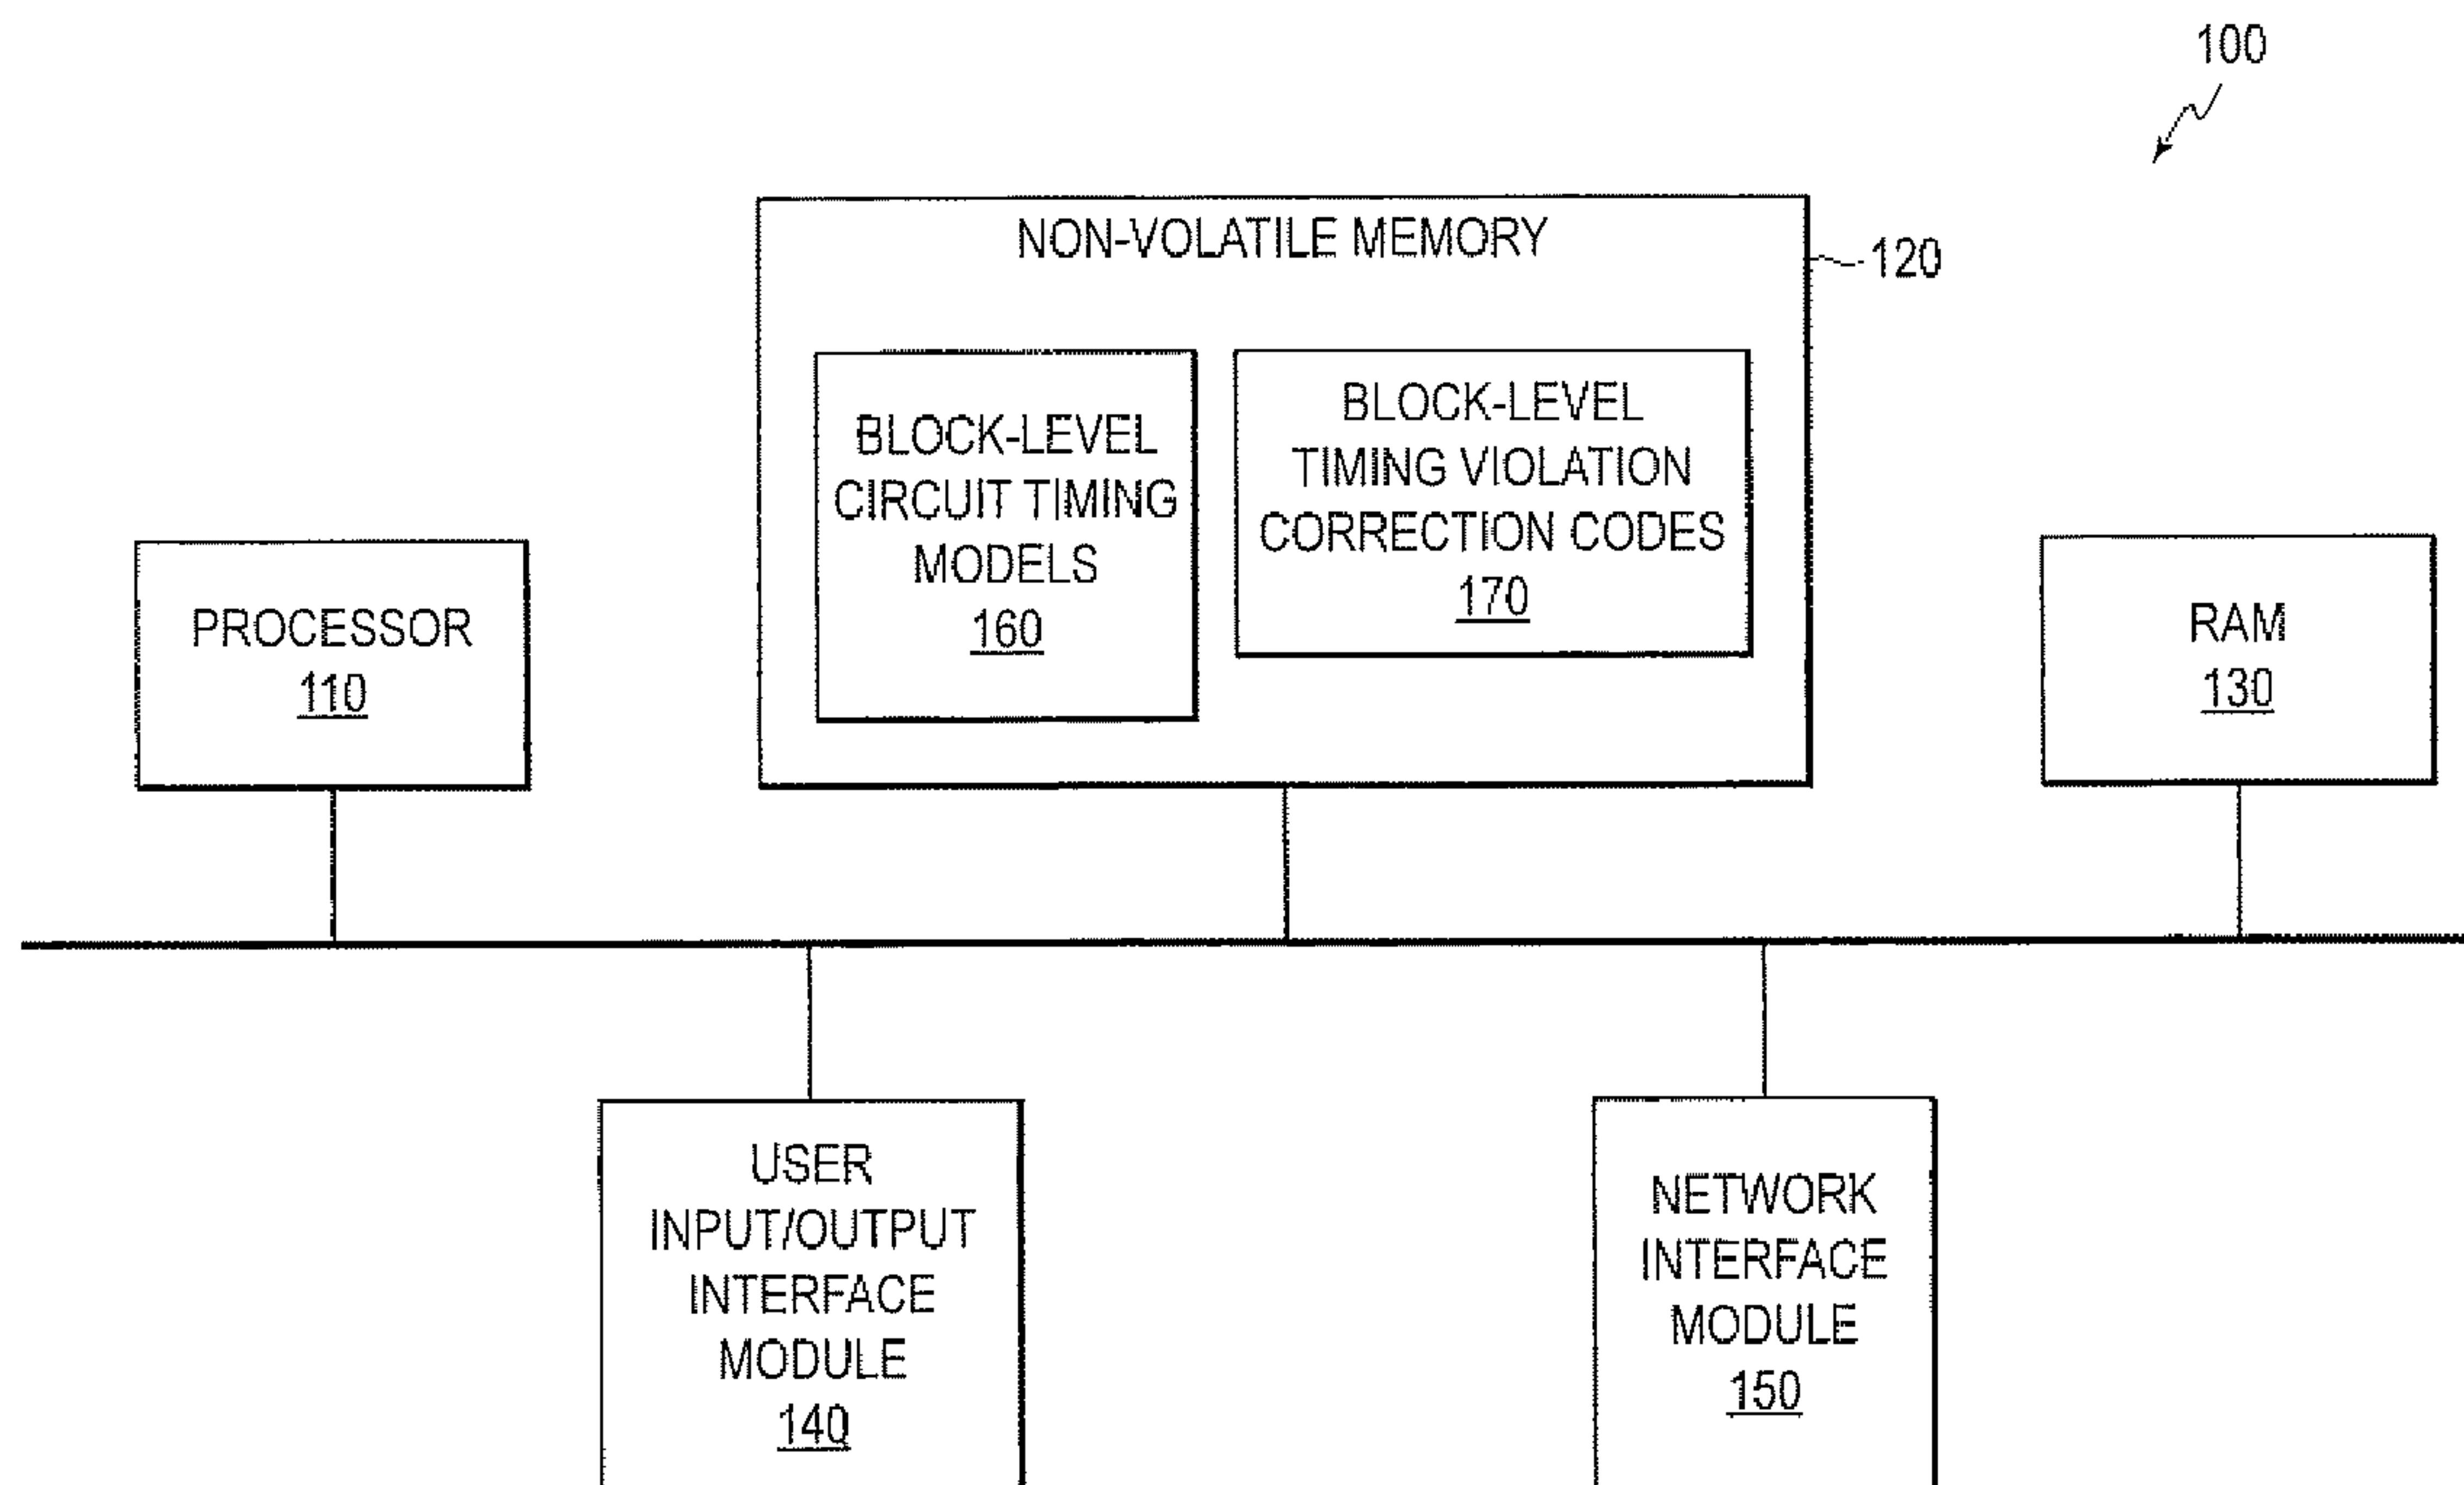 100
NON-VOLATILE MEMORY
120
BLOCK-LEVEL
CIRCUIT TIMING
MODELS
160
BLOCK-LEVEL
TIMING VIOLATION
CORRECTION CODES
170
PROCESSOR
110
RAM
130
USER
INPUT/OUTPUT
INTERFACE
MODULE
140
NETWORK
INTERFACE
MODULE
150